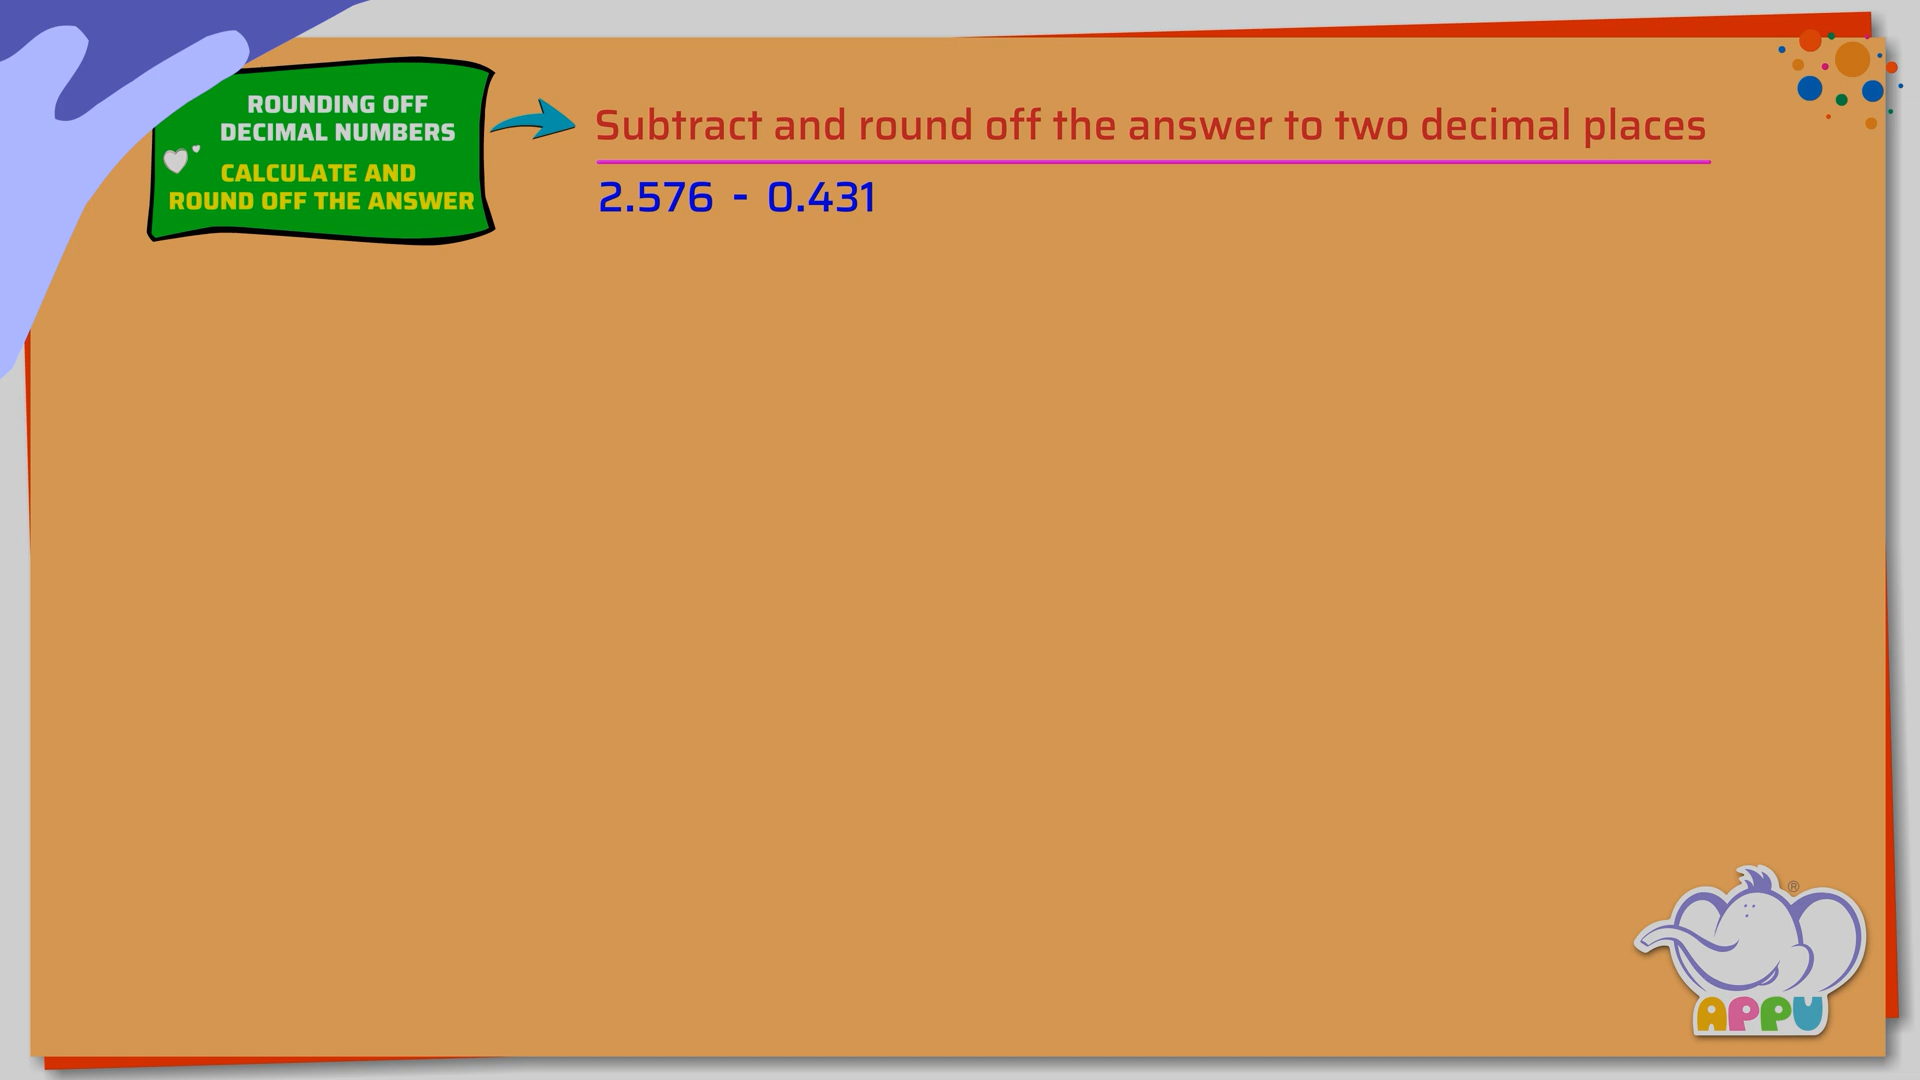 ROUNDING OFF
DECIMAL NUMBERS
CALCULATE AND
ROUND OFF THE ANSWER
Subtract and round off the answer to two decimal places
2.576 - 0.431
®
APPU